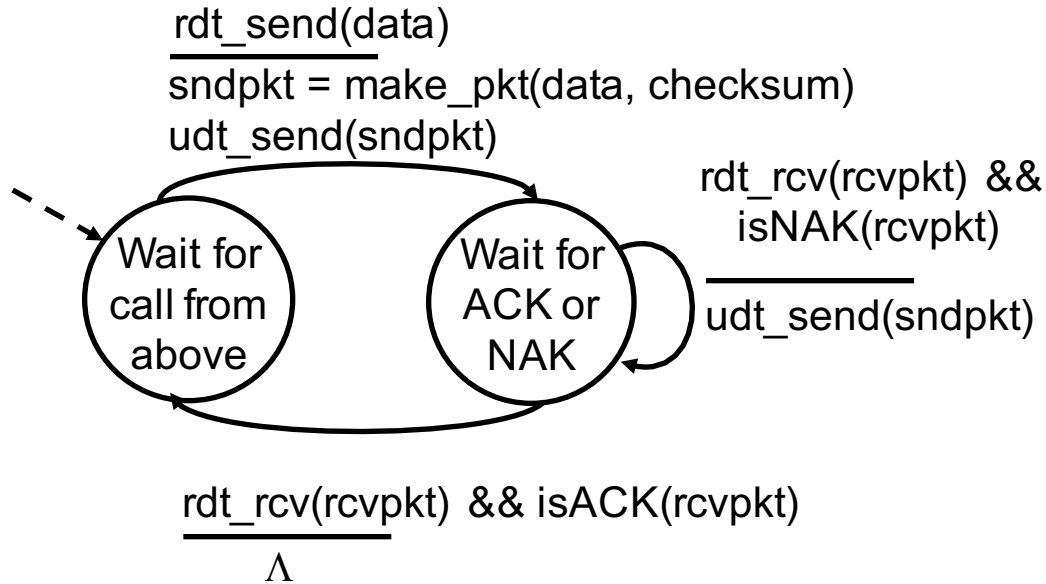 rdt_send(data)
sndpkt = make_pkt(data, checksum)
udt_send(sndpkt)
rdt_rcv(rcvpkt) &&
isNAK(rcvpkt)
udt_send(sndpkt)
Wait for
call from
above
Wait for
ACK or
NAK
rdt_rcv(rcvpkt) && isACK(rcvpkt)
Λ